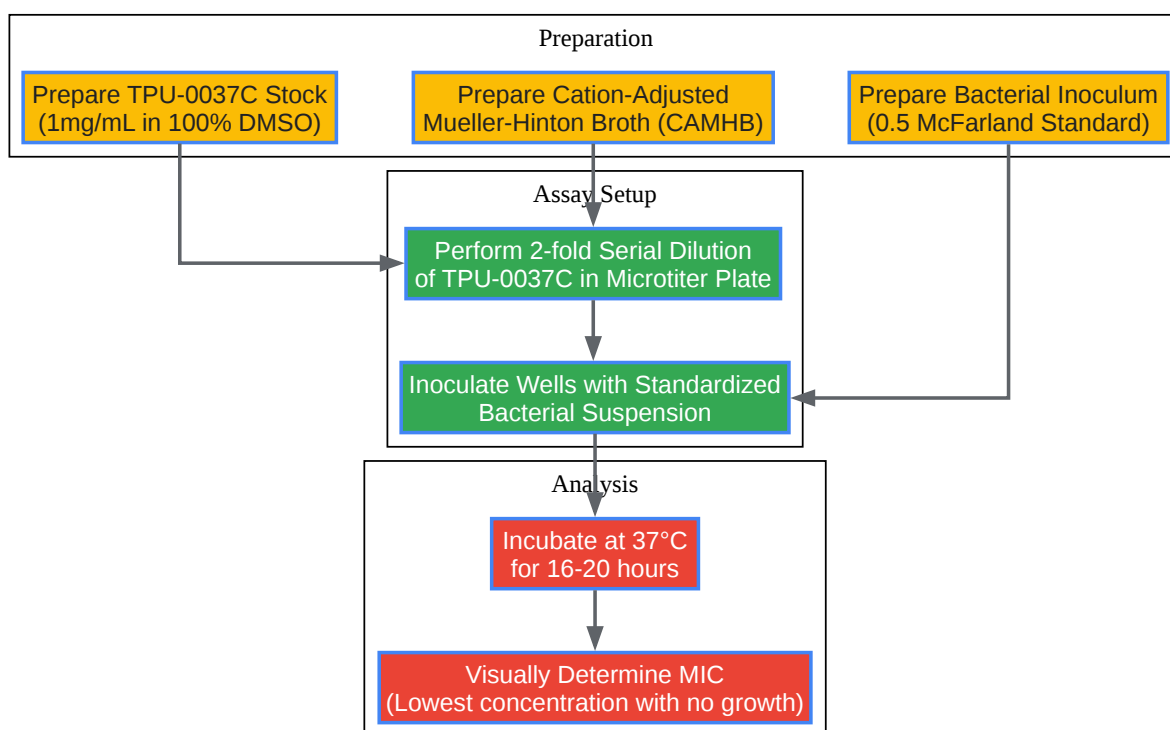 Preparation
Prepare TPU-0037C Stock
(1mg/mL in 100% DMSO)
Prepare Cation-Adjusted
Mueller-Hinton Broth (CAMHB)
Prepare Bacterial Inoculum
(0.5 McFarland Standard)
Assay Setup
Perform 2-fold Serial Dilution
of TPU-0037C in Microtiter Plate
Inoculate Wells with Standardized
Bacterial Suspension
Analysis
Incubate at 37°C
for 16-20 hours
Visually Determine MIC
(Lowest concentration with no growth)